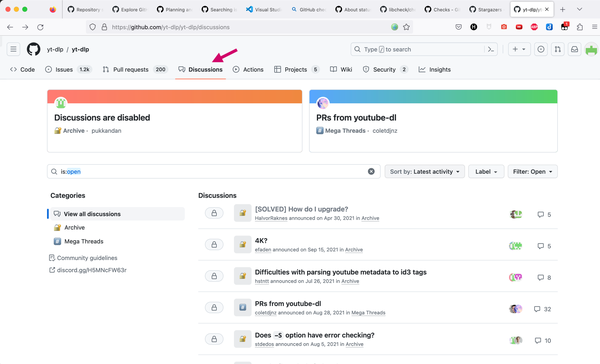 Repository
Explore Git
Planning an
Searching o
Visual Studi
GitHub check
About statu
libcheck/ch
Checks - G
Stargazers
yt-dlp/yt-d
https://github.com/yt-dlp/yt-dlp/discussions
yt-dlp / yt-dlp
Type / to search
Code
Issues 1.2k
Pull requests 200
Discussions
Actions
Projects 5
Wiki
Security 2
Insights
Discussions are disabled
Archive · pukkandan
PRs from youtube-dl
Mega Threads · coletdjnz
is:open
Sort by: Latest activity
Label
Filter: Open
Categories
View all discussions
Archive
Mega Threads
Community guidelines
discord.gg/H5MNcFW63r
Discussions
[SOLVED] How do I upgrade?
HalvorRaknes announced on Apr 30, 2021 in Archive
5
4K?
efaden announced on Sep 15, 2021 in Archive
5
Difficulties with parsing youtube metadata to id3 tags
hstntt announced on Jul 26, 2021 in Archive
8
PRs from youtube-dl
coletdjnz announced on Aug 28, 2021 in Mega Threads
32
Does -S option have error checking?
stdedos announced on Aug 5, 2021 in Archive
10